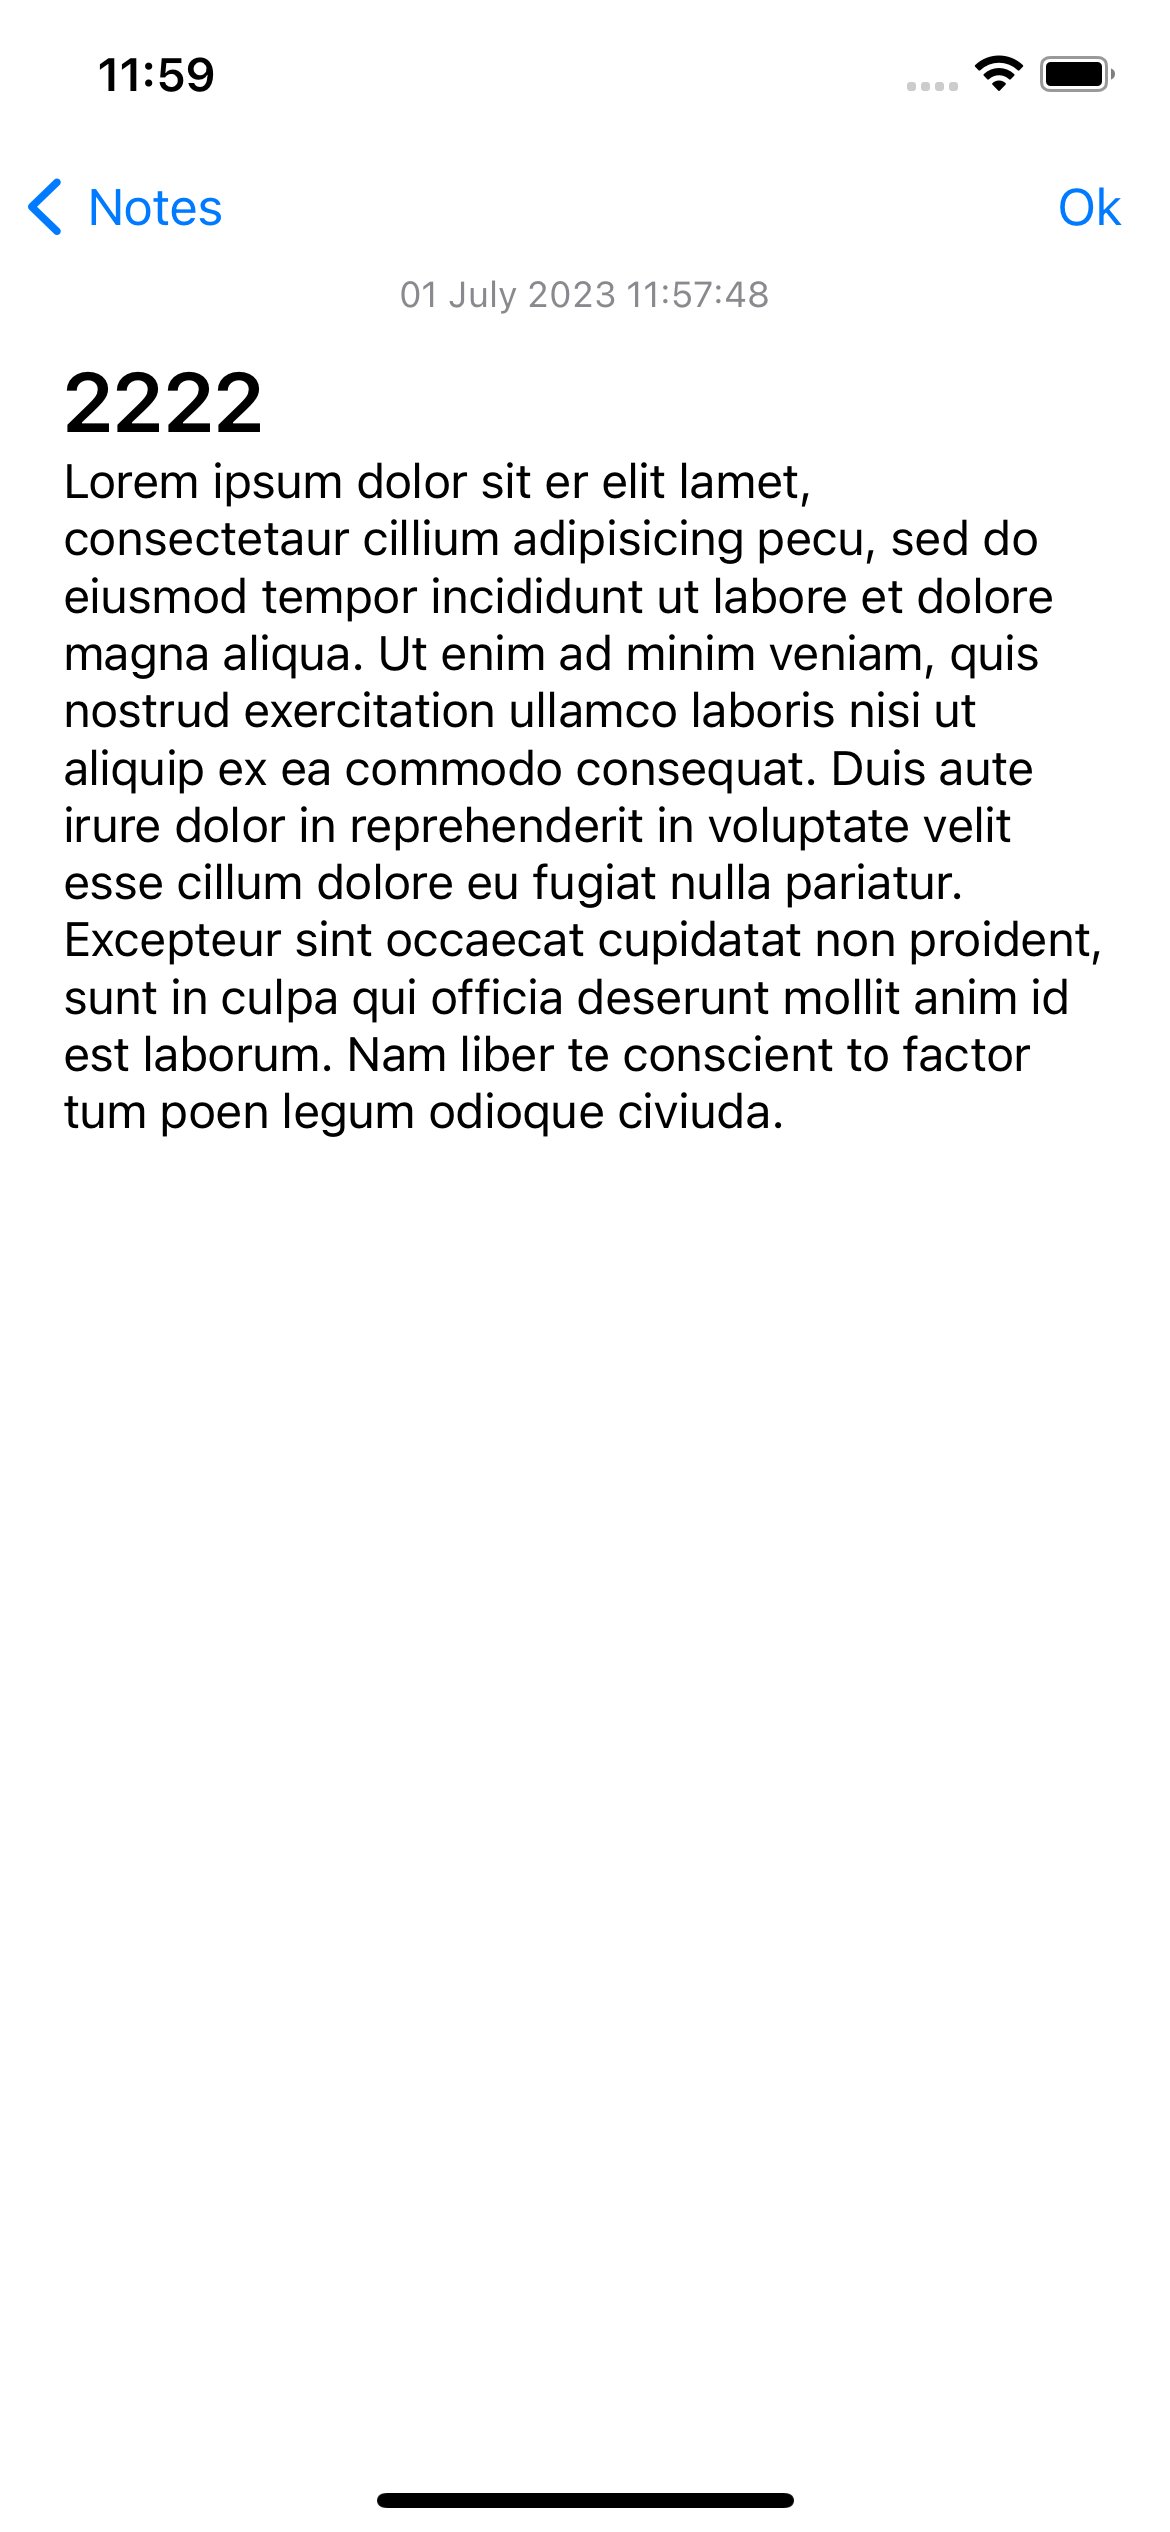 11:59
Notes
Ok
01 July 2023 11:57:48
2222
Lorem ipsum dolor sit er elit lamet,
consectetaur cillium adipisicing pecu, sed do
eiusmod tempor incididunt ut labore et dolore
magna aliqua. Ut enim ad minim veniam, quis
nostrud exercitation ullamco laboris nisi ut
aliquip ex ea commodo consequat. Duis aute
irure dolor in reprehenderit in voluptate velit
esse cillum dolore eu fugiat nulla pariatur.
Excepteur sint occaecat cupidatat non proident,
sunt in culpa qui officia deserunt mollit anim id
est laborum. Nam liber te conscient to factor
tum poen legum odioque civiuda.